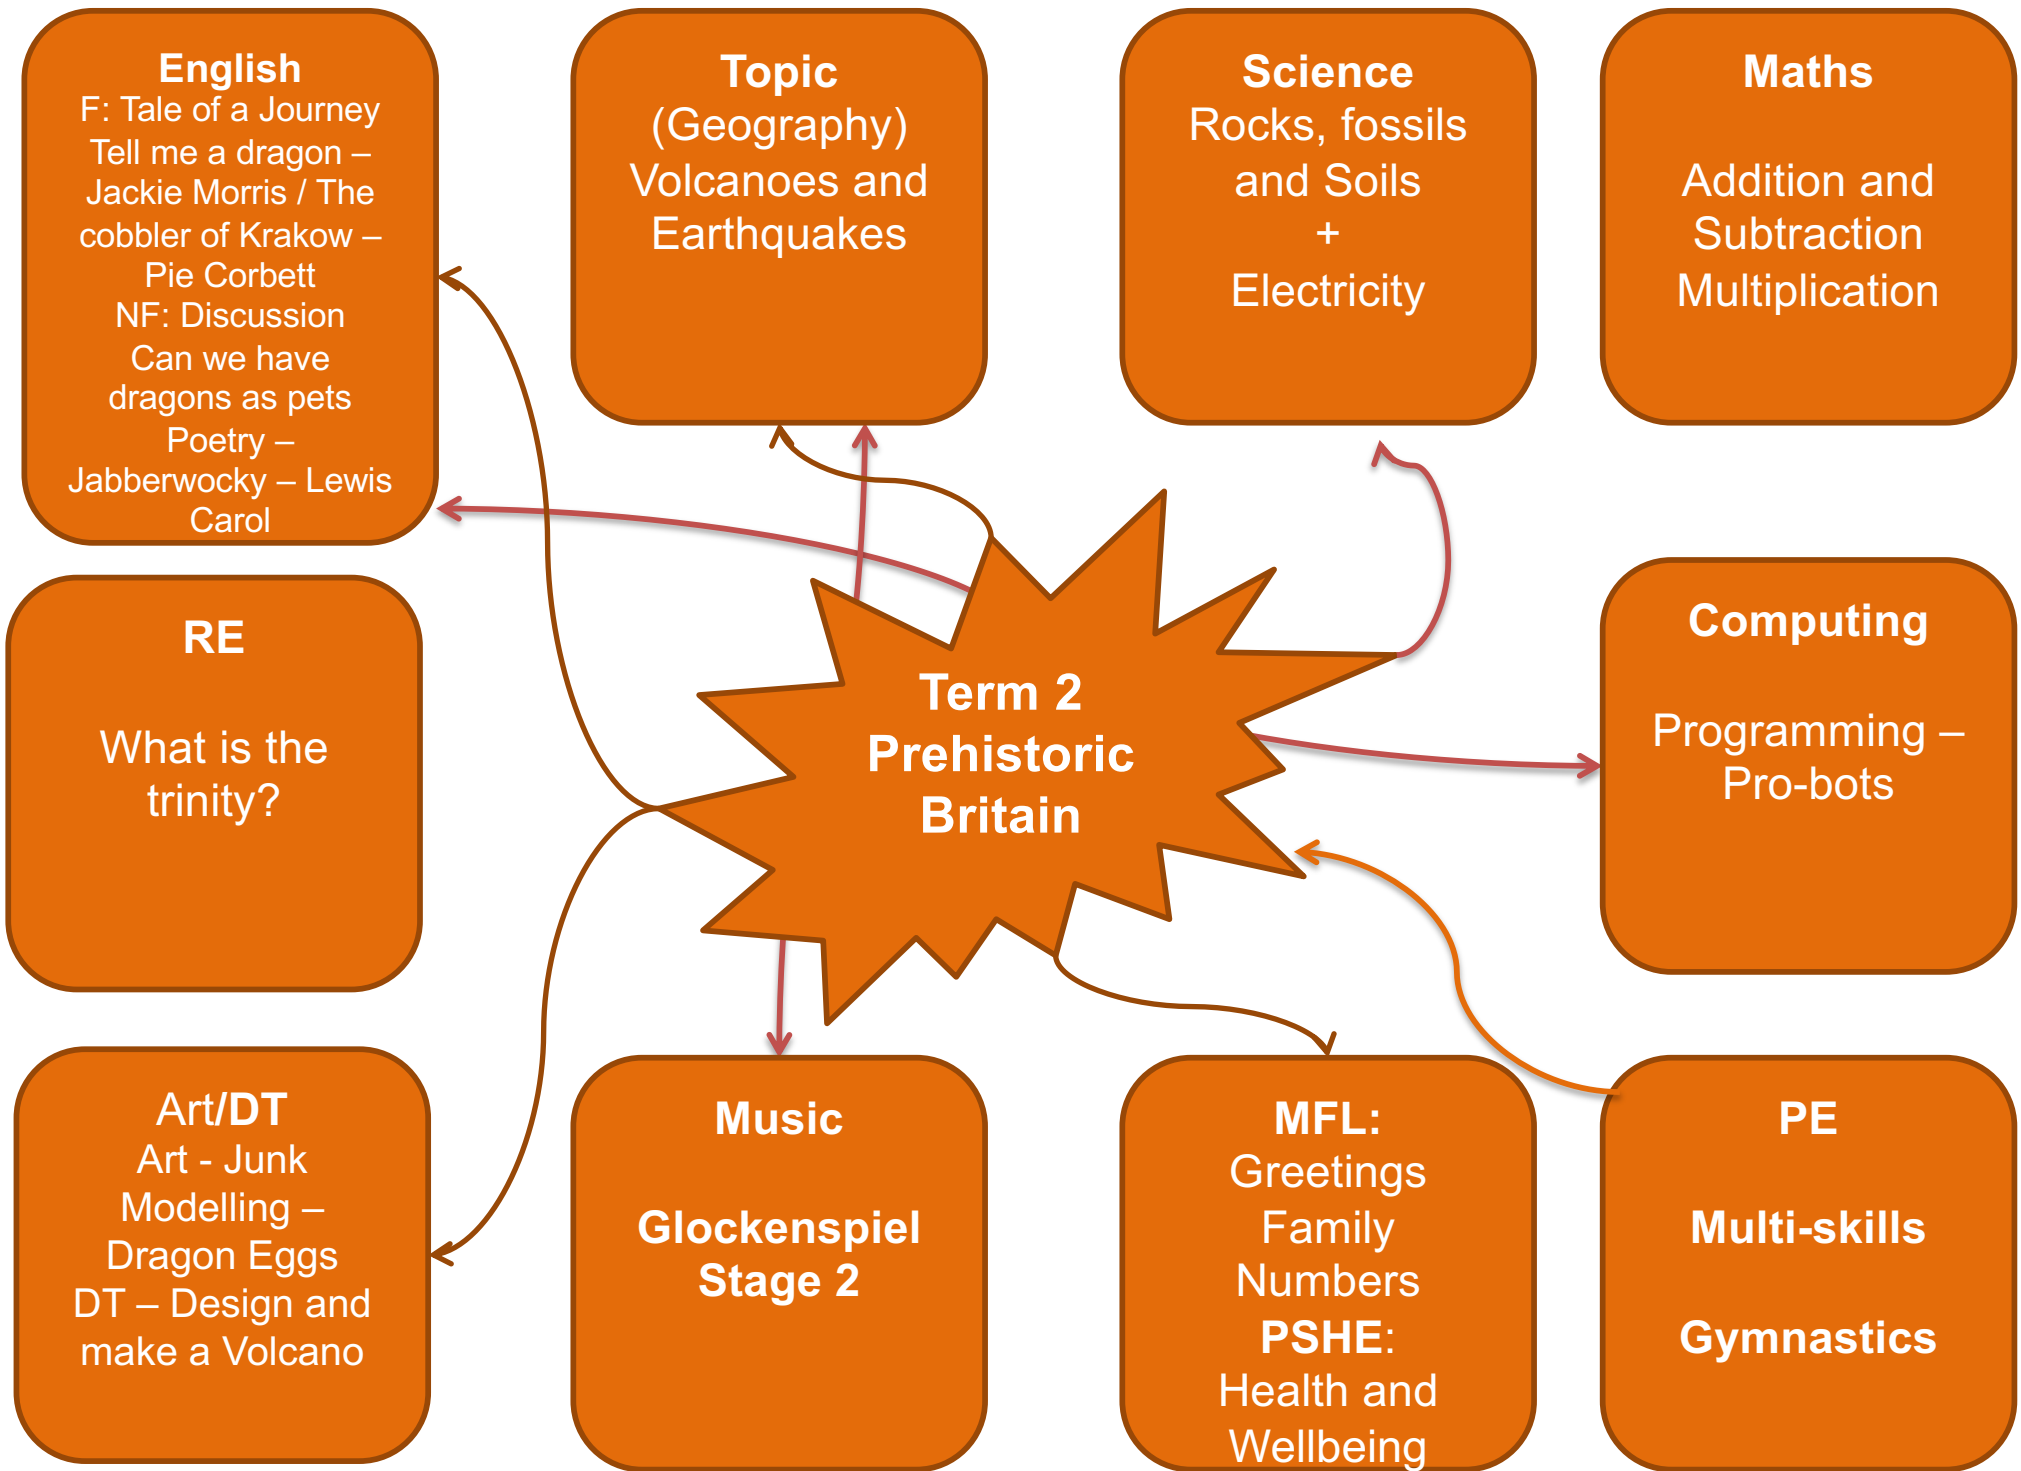 English
F: Tale of a Journey
Tell me a dragon –
Jackie Morris / The
cobbler of Krakow –
Pie Corbett
NF: Discussion
Can we have
dragons as pets
Poetry –
Jabberwocky – Lewis
Carol
Topic
(Geography)
Volcanoes and
Earthquakes
Science
Rocks, fossils
and Soils
+
Electricity
Maths
Addition and
Subtraction
Multiplication
RE
What is the
trinity?
Term 2
Prehistoric
Britain
Computing
Programming –
Pro-bots
Art/DT
Art - Junk
Modelling –
Dragon Eggs
DT – Design and
make a Volcano
Music
Glockenspiel
Stage 2
MFL:
Greetings
Family
Numbers
PSHE:
Health and
Wellbeing
PE
Multi-skills
Gymnastics